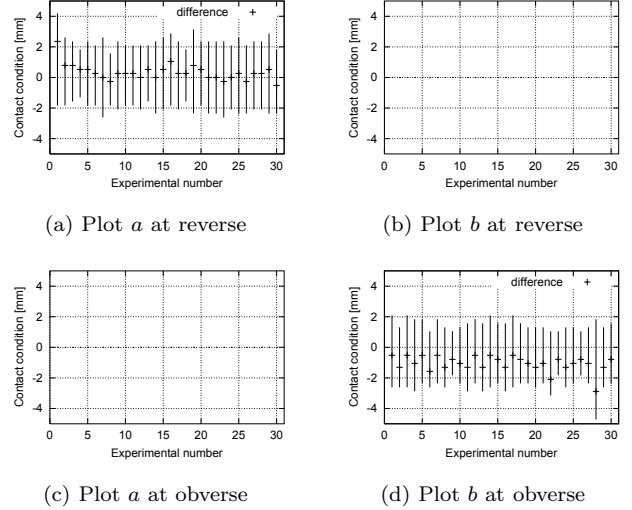 difference
Contact condition [mm]
4
2
0
-2
-4
0 5 10 15 20 25 30
Experimental number
(a) Plot a at reverse
Contact condition [mm]
4
2
0
-2
-4
0 5 10 15 20 25 30
Experimental number
(b) Plot b at reverse
Contact condition [mm]
4
2
0
-2
-4
0 5 10 15 20 25 30
Experimental number
(c) Plot a at obverse
difference
Contact condition [mm]
4
2
0
-2
-4
0 5 10 15 20 25 30
Experimental number
(d) Plot b at obverse